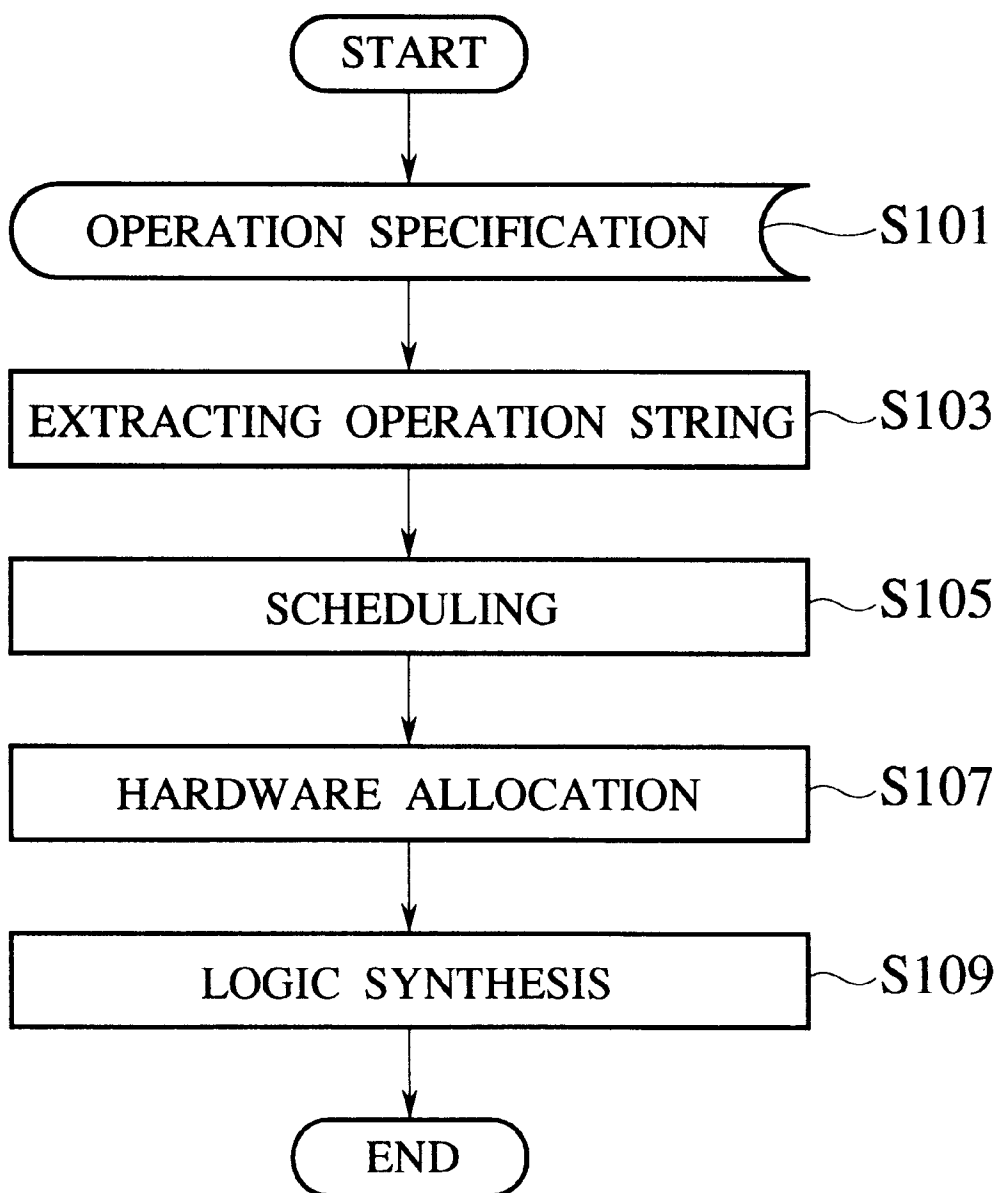 START
OPERATION SPECIFICATION S101
EXTRACTING OPERATION STRING S103
SCHEDULING S105
HARDWARE ALLOCATION S107
LOGIC SYNTHESIS S109
END